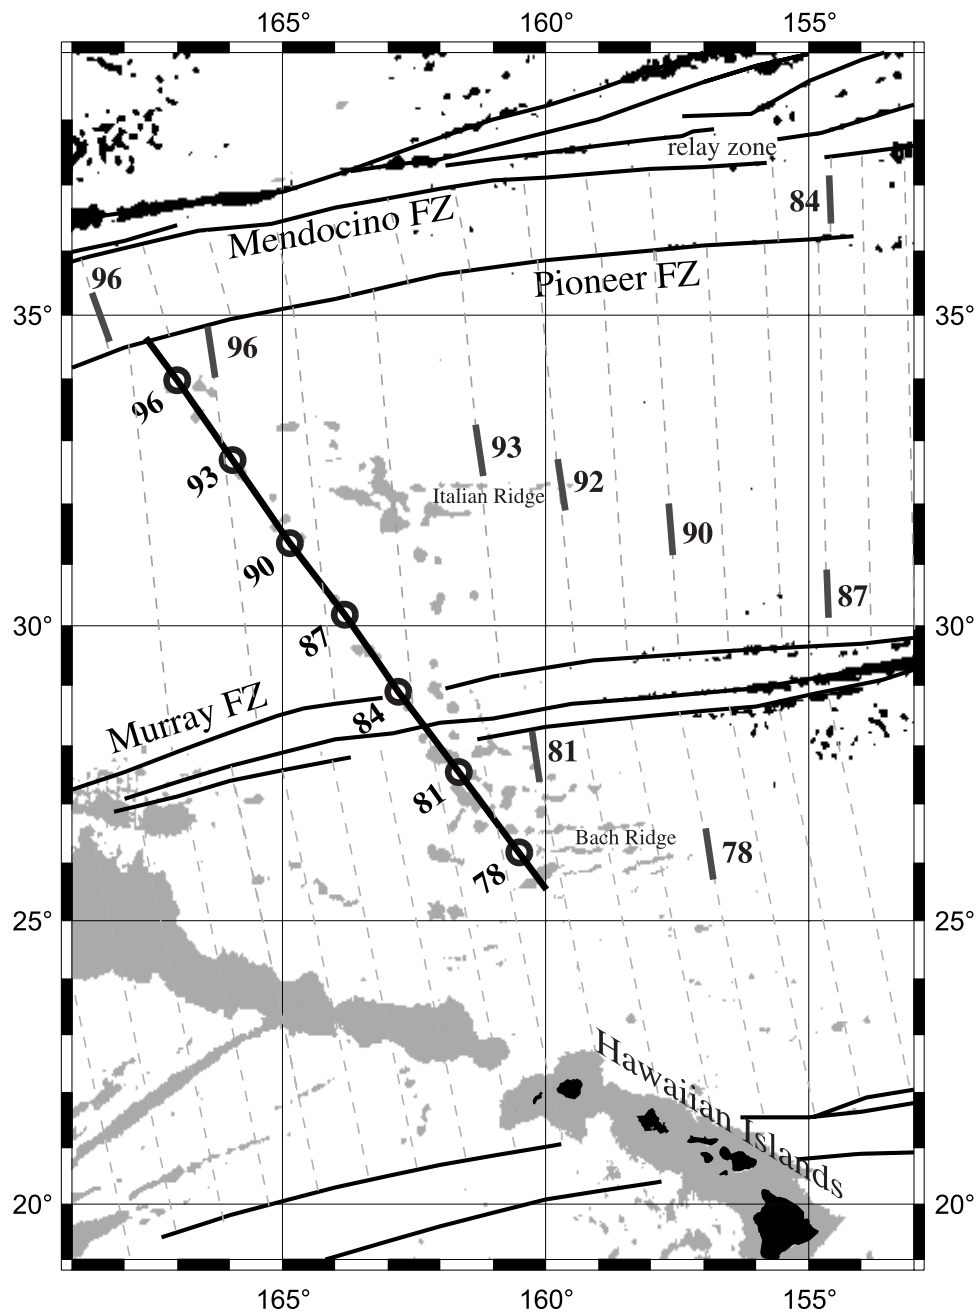 165° 160° 155°
relay zone
84
Mendocino FZ
96
Pioneer FZ
35° 35°
96
96
93
93
92
Italian Ridge
90
90
87
87
30° 30°
84
Murray FZ
81
81
Bach Ridge
78
78
25° 25°
Hawaiian Islands
20° 20°
165° 160° 155°